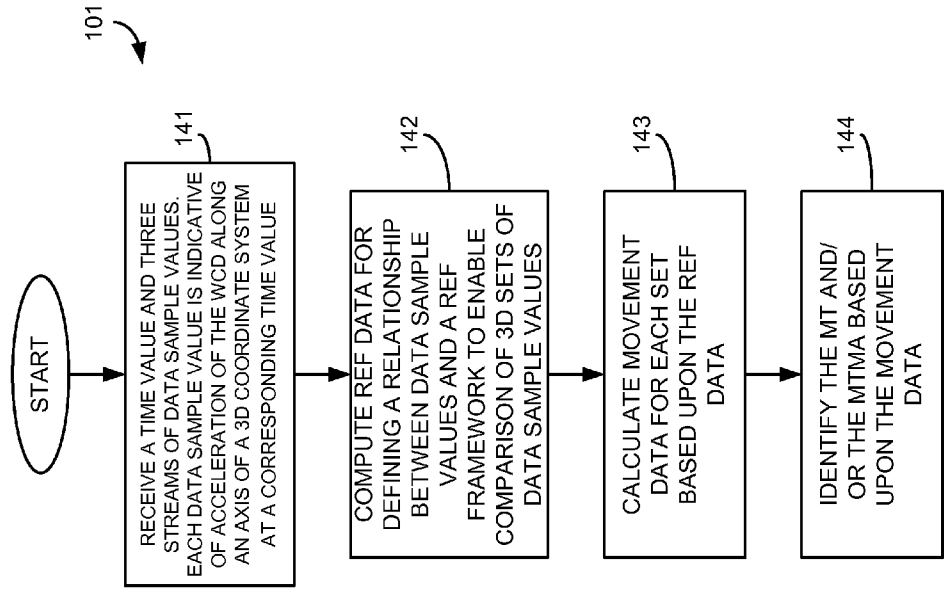 101
START
141
RECEIVE A TIME VALUE AND THREE
STREAMS OF DATA SAMPLE VALUES.
EACH DATA SAMPLE VALUE IS INDICATIVE
OF ACCELERATION OF THE WCD ALONG
AN AXIS OF A 3D COORDINATE SYSTEM
AT A CORRESPONDING TIME VALUE
142
COMPUTE REF DATA FOR
DEFINING A RELATIONSHIP
BETWEEN DATA SAMPLE
VALUES AND A REF
FRAMEWORK TO ENABLE
COMPARISON OF 3D SETS OF
DATA SAMPLE VALUES
143
CALCULATE MOVEMENT
DATA FOR EACH SET
BASED UPON THE REF
DATA
144
IDENTIFY THE MT AND/
OR THE MTMA BASED
UPON THE MOVEMENT
DATA